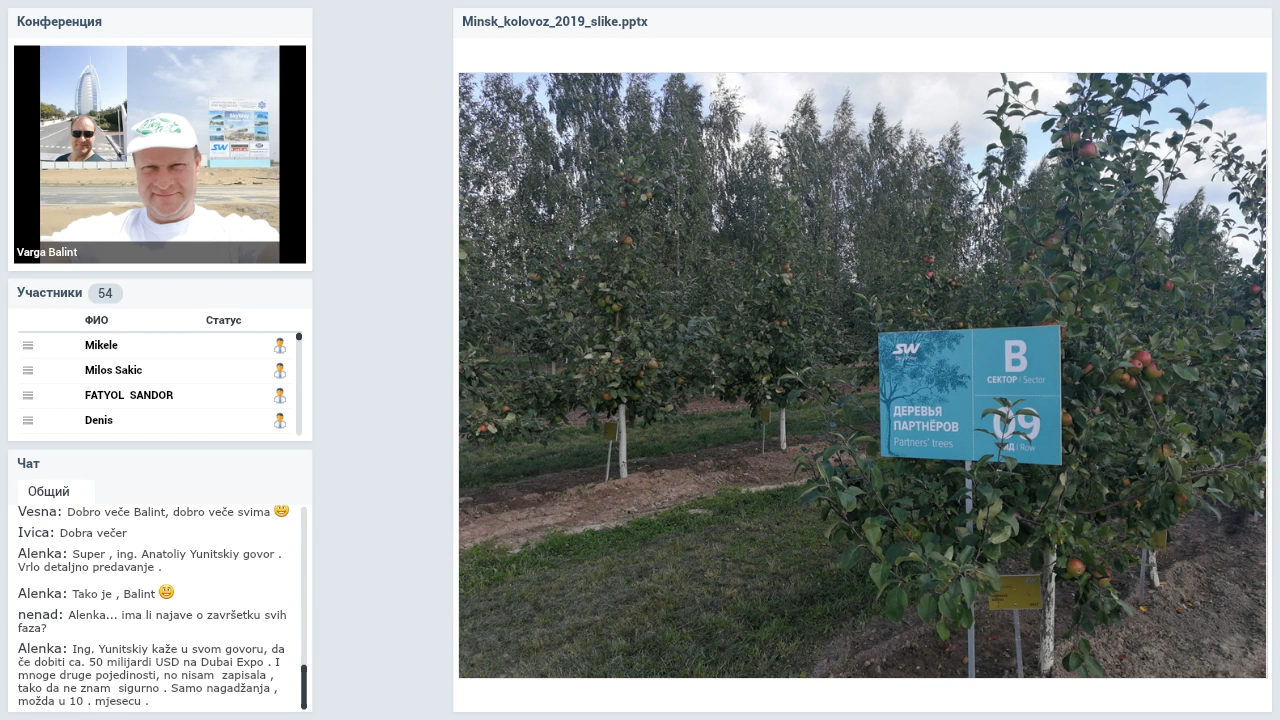 Конференция
Varga Balint
SkyWay
SW
Участники 54
ФИО Статус
Mikele
Milos Sakic
FATYOL SANDOR
Denis
Чат
Общий
Vesna: Dobro veče Balint, dobro veče svima
Ivica: Dobra večer
Alenka: Super , ing. Anatoliy Yunitskiy govor .
Vrlo detaljno predavanje .
Alenka: Tako je , Balint
nenad: Alenka... ima li najave o završetku svih
faza?
Alenka: Ing. Yunitskiy kaže u svom govoru, da
če dobiti ca. 50 milijardi USD na Dubai Expo . I
mnoge druge pojedinosti, no nisam zapisala ,
tako da ne znam sigurno . Samo nagadžanja ,
možda u 10 . mjesecu .
Minsk_kolovoz_2019_slike.pptx
SW
B
СЕКТОР / Sector
ДЕРЕВЬЯ
ПАРТНЁРОВ
Partners' trees
09
/ Row